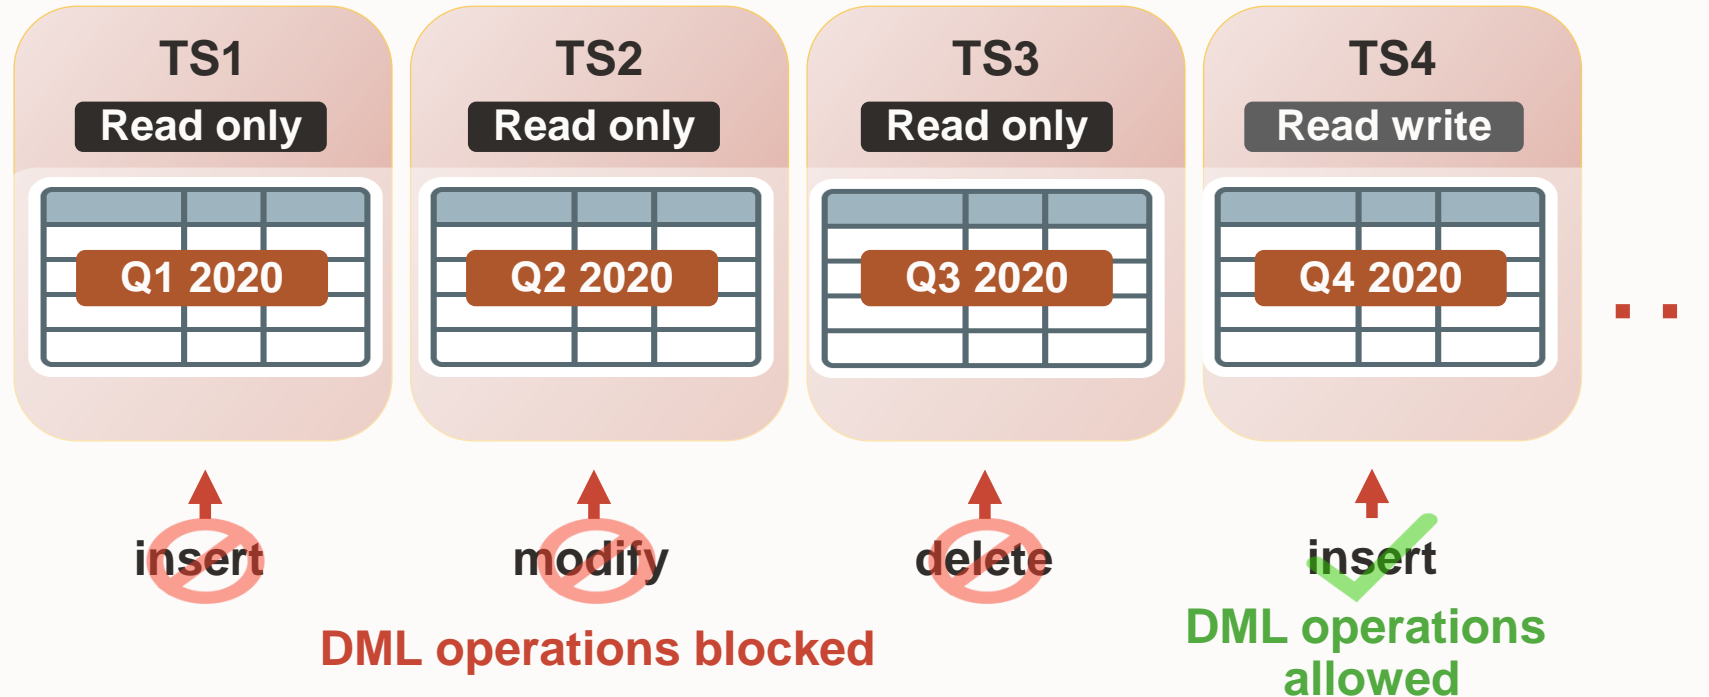 TS1
Read only
Q1 2020
insert
TS2
Read only
Q2 2020
modify
TS3
Read only
Q3 2020
delete
DML operations blocked
TS4
Read write
Q4 2020
insert
DML operations
allowed
. .